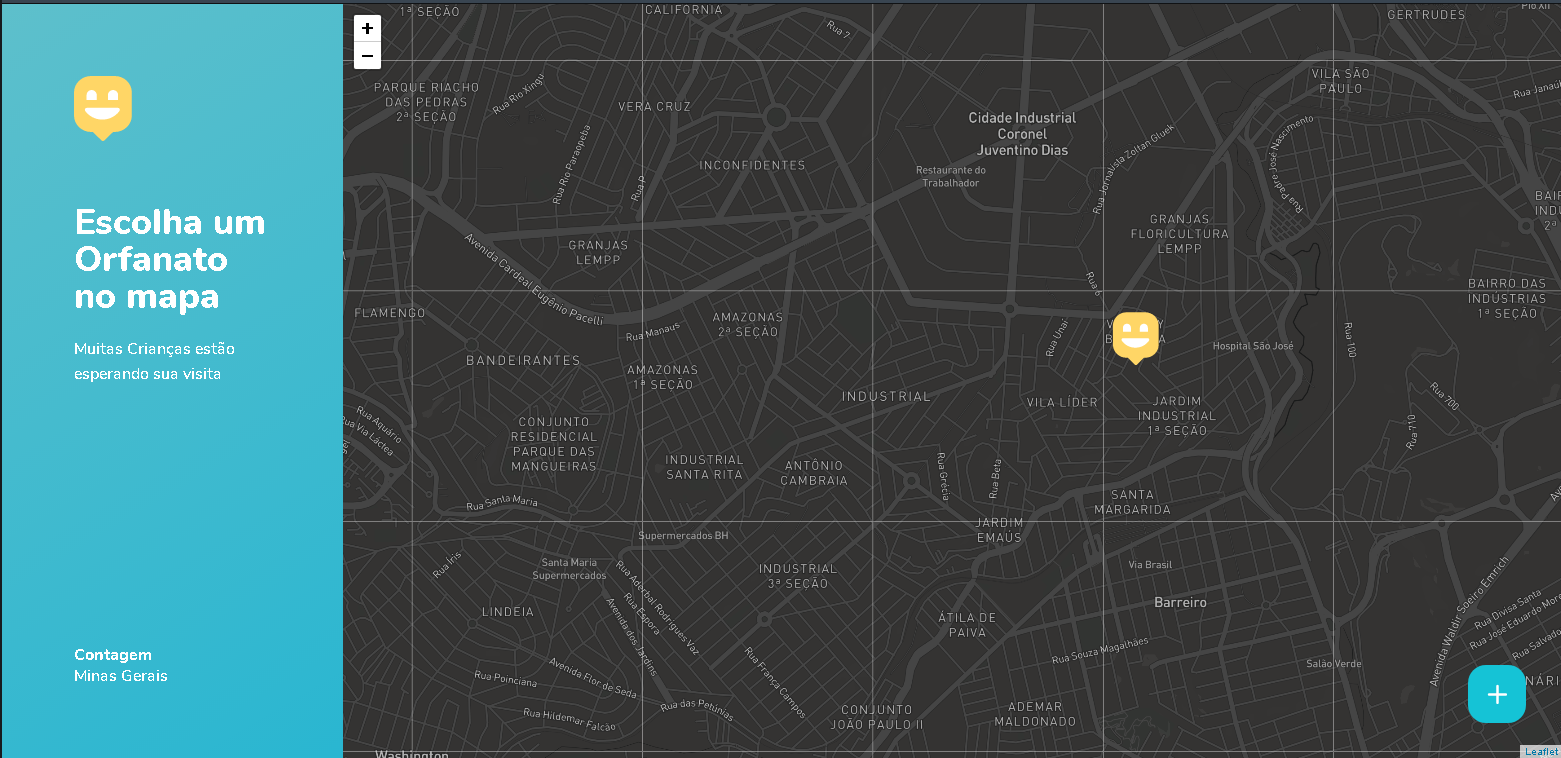 Escolha um
Orfanato
no mapa
Muitas Crianças estão
esperando sua visita
Contagem
Minas Gerais
+
−
1ª SEÇÃO
CALIFORNIA
Rua 7
GERTRUDES
Pio XII
PARQUE RIACHO
DAS PEDRAS
2ª SEÇÃO
Rua Rio Xingu
VERA CRUZ
Cidade Industrial
Coronel
Juventino Dias
VILA SÃO
PAULO
Rua Rio Paraopeba
Rua P
INCONFIDENTES
Restaurante do
Trabalhador
Rua Jornalista Zoltan Gluek
Rua Padre José Nascimento
GRANJAS
FLORICULTURA
LEMPP
GRANJAS
LEMPP
Avenida Cardeal Eugênio Pacelli
Rua 6
BAIRRO DAS
INDÚSTRIAS
1ª SEÇÃO
2ª
FLAMENGO
Rua Manaus
AMAZONAS
2ª SEÇÃO
Rua Unaí
Hospital São José
Rua 100
BANDEIRANTES
AMAZONAS
1ª SEÇÃO
INDUSTRIAL
VILA LÍDER
JARDIM
INDUSTRIAL
1ª SEÇÃO
Rua 700
Rua 710
Rua Aquário
Rua Via Láctea
CONJUNTO
RESIDENCIAL
PARQUE DAS
MANGUEIRAS
INDUSTRIAL
SANTA RITA
ANTÔNIO
CAMBRAIA
Rua Grécia
Rua Beta
SANTA
MARGARIDA
Rua Santa Maria
JARDIM
EMAÚS
Supermercados BH
Rua Íris
Santa Maria
Supermercados
INDUSTRIAL
3ª SEÇÃO
Via Brasil
Barreiro
Rua Aderbal Rodrigues Vaz
Rua Espora
Avenida dos Jardins
LINDEIA
ÁTILA DE
PAIVA
Avenida Waldir Soeiro Emrich
Rua Divisa Santa
Rua José Eduardo
Rua Salvado
Rua Souza Magalhães
Salão Verde
Rua Poinciana
Avenida Flor de Seda
Rua França Campos
Rua das Petúnias
Rua Hildemar Falcão
CONJUNTO
JOÃO PAULO II
ADEMAR
MALDONADO
Washington
+
Leaflet